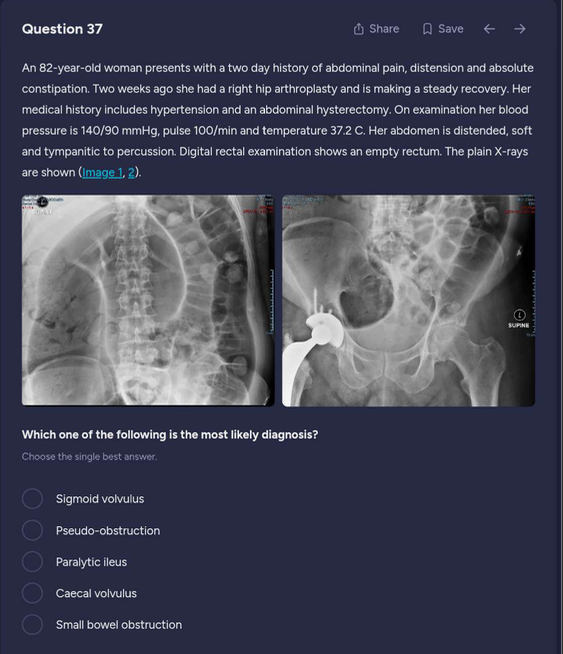 Question 37
Share
Save
An 82-year-old woman presents with a two day history of abdominal pain, distension and absolute
constipation. Two weeks ago she had a right hip arthroplasty and is making a steady recovery. Her
medical history includes hypertension and an abdominal hysterectomy. On examination her blood
pressure is 140/90 mmHg, pulse 100/min and temperature 37.2 C. Her abdomen is distended, soft
and tympanitic to percussion. Digital rectal examination shows an empty rectum. The plain X-rays
are shown (Image 1, 2).
SUPINE
Which one of the following is the most likely diagnosis?
Choose the single best answer.
Sigmoid volvulus
Pseudo-obstruction
Paralytic ileus
Caecal volvulus
Small bowel obstruction